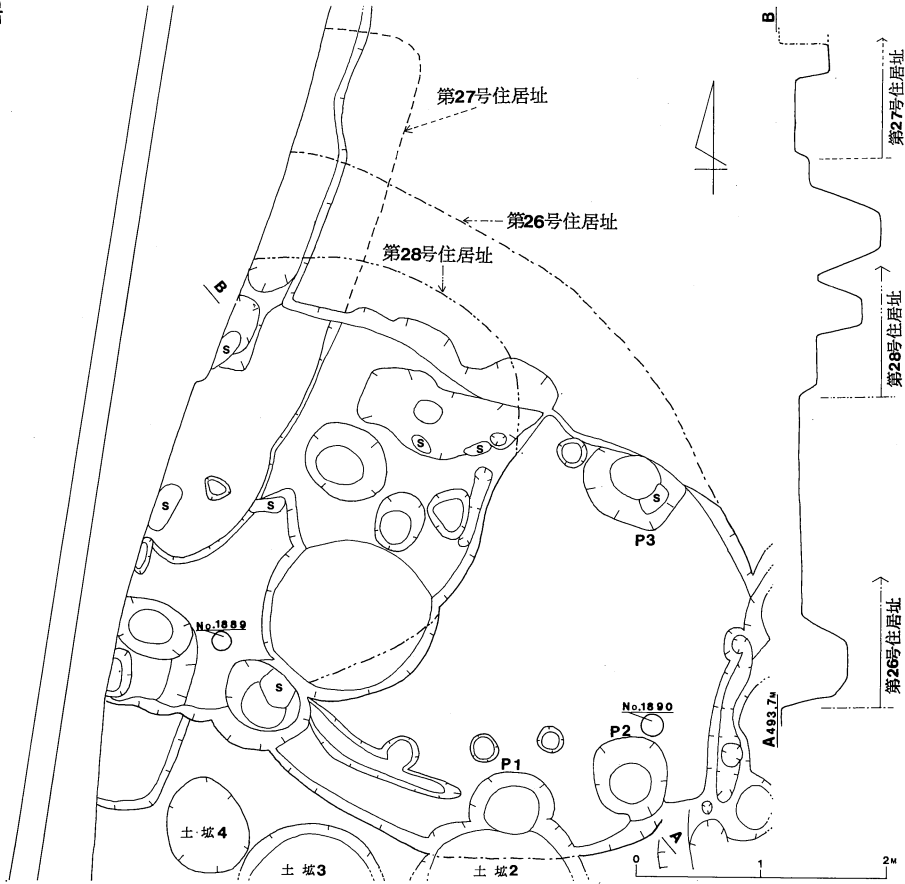 第27号住居址
第26号住居址
第28号住居址
B
S
S
S
S
S
S
S
P3
No.1889
No.1890
P2
P1
A
土坑4
土坑3
土坑2
0 1 2M
B
第27号住居址
第28号住居址
第26号住居址
A493.7M